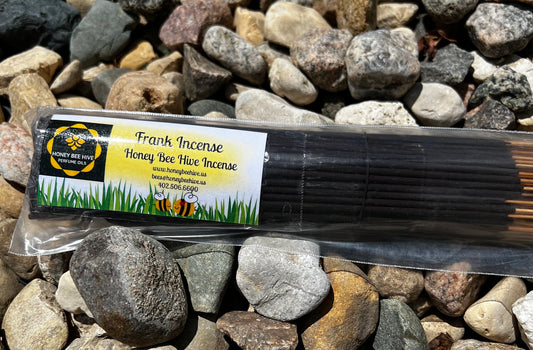 HONEY BEE HIVE
PERFUME OILS
Frank Incense
Honey Bee Hive Incense
www.honeybeehive.us
bees@honeybeehive.us
402.506.6600